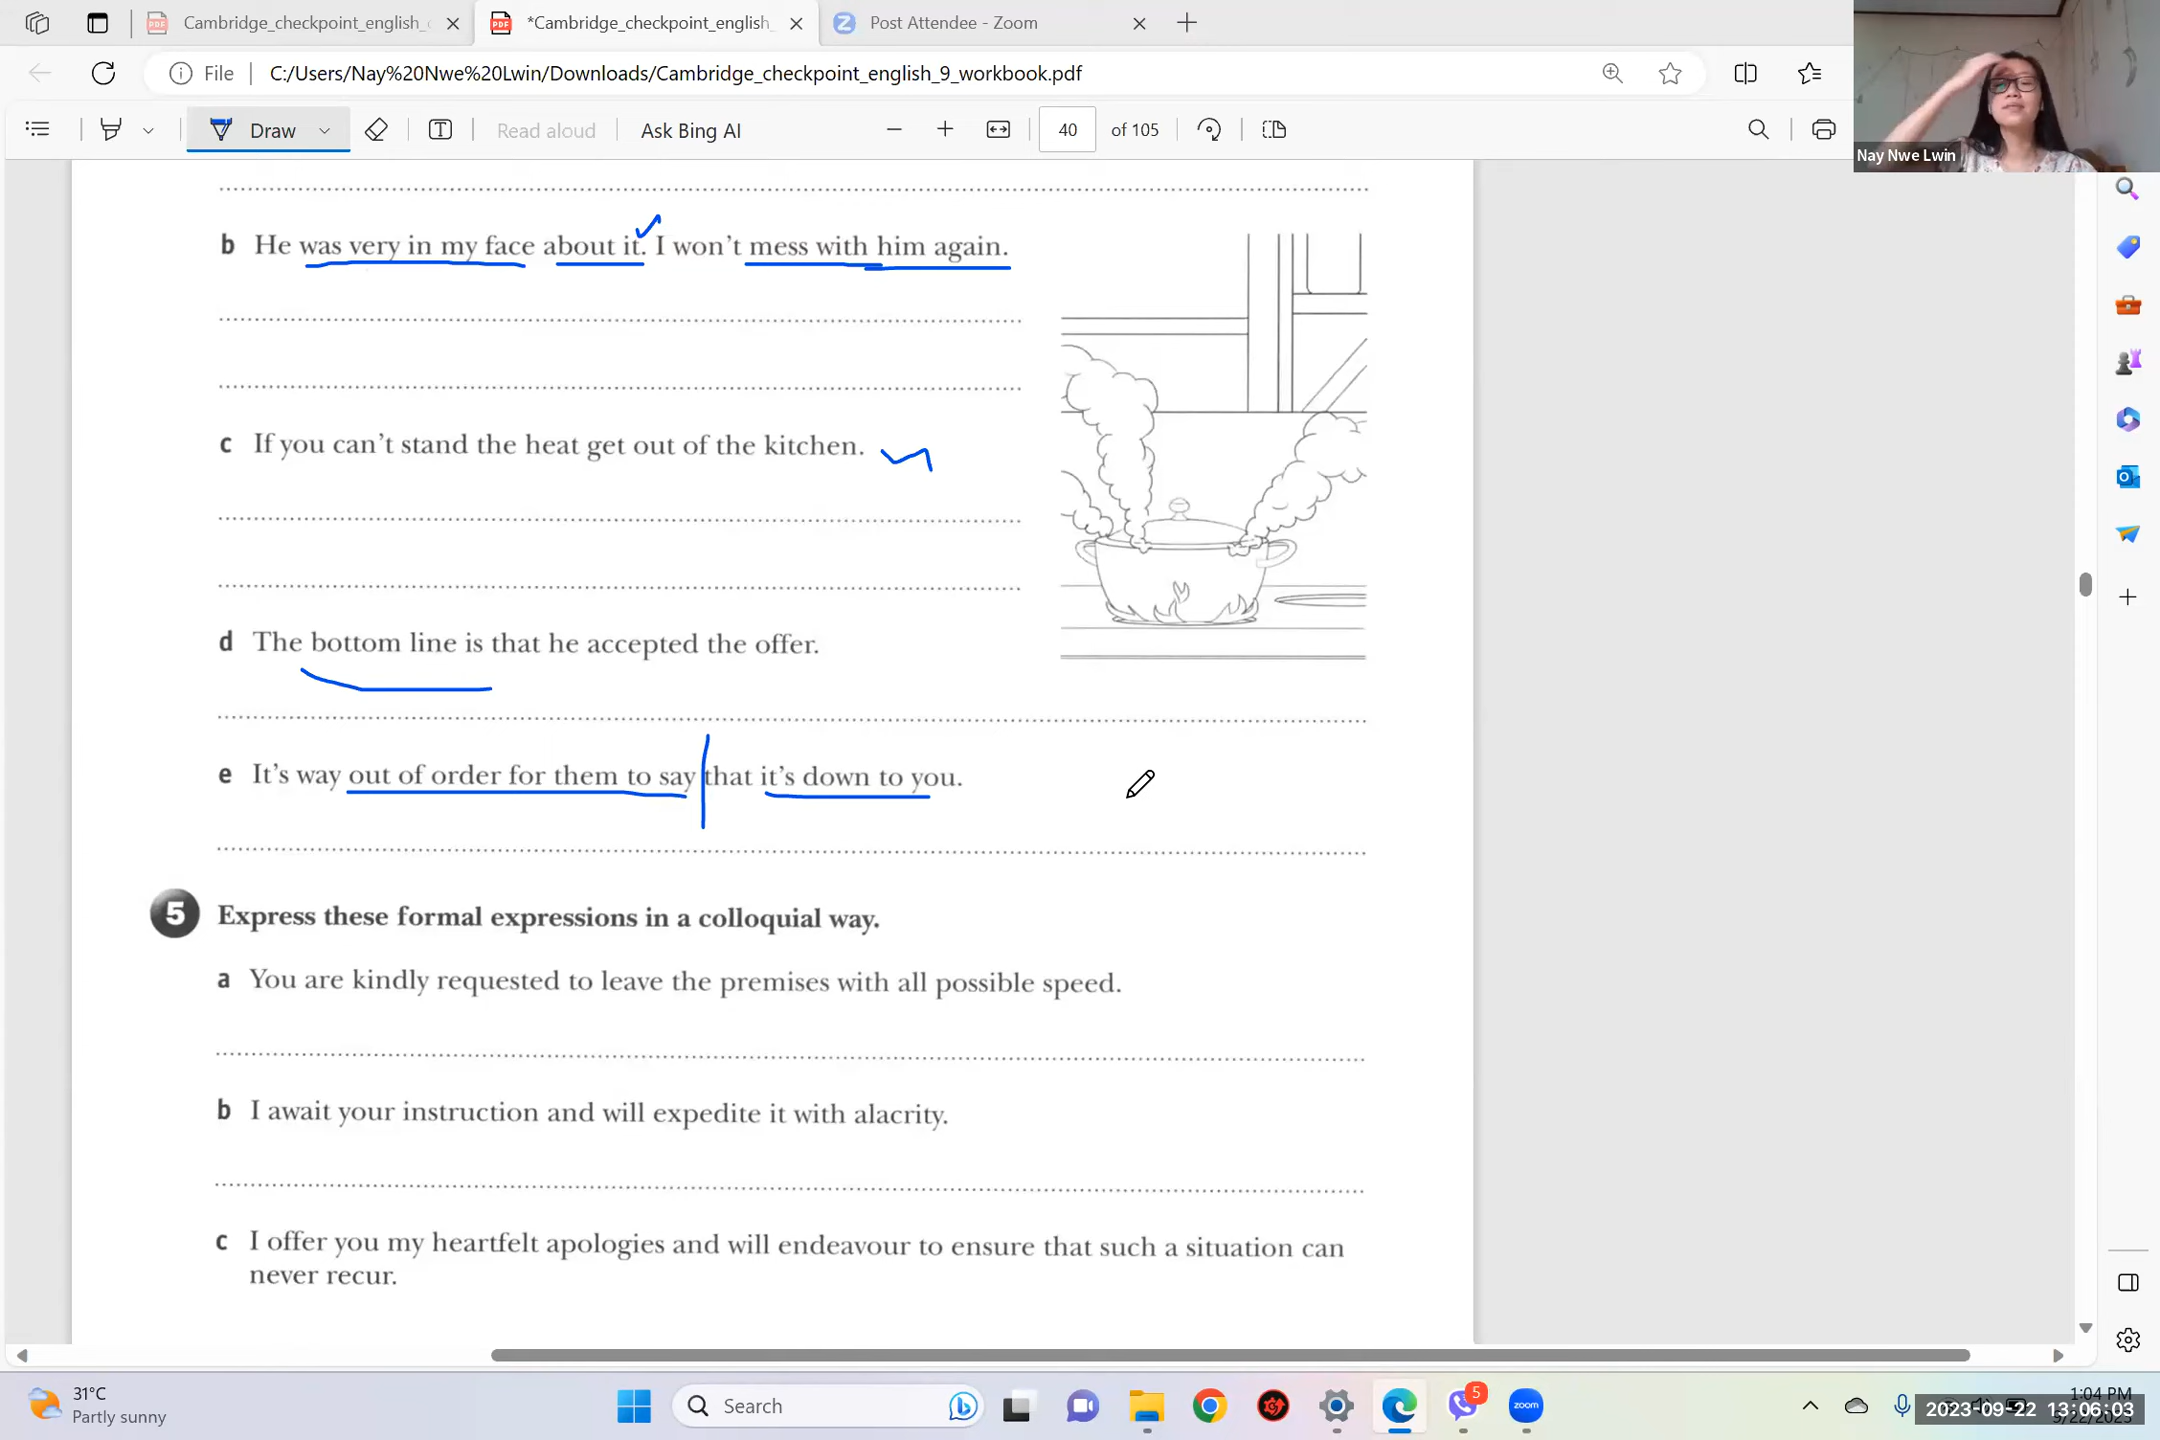 Cambridge_checkpoint_english_
*Cambridge_checkpoint_english_
Post Attendee - Zoom
File
C:/Users/Nay%20Nwe%20Lwin/Downloads/Cambridge_checkpoint_english_9_workbook.pdf
Draw
Read aloud
Ask Bing AI
40
of 105
Nay Nwe Lwin
b He was very in my face about it. I won't mess with him again.
c If you can't stand the heat get out of the kitchen.
d The bottom line is that he accepted the offer.
e It's way out of order for them to say that it's down to you.
5 Express these formal expressions in a colloquial way.
a You are kindly requested to leave the premises with all possible speed.
b I await your instruction and will expedite it with alacrity.
c I offer you my heartfelt apologies and will endeavour to ensure that such a situation can
never recur.
31°C
Partly sunny
Search
5
zoom
1:04 PM
2023-09-22 13:06:03